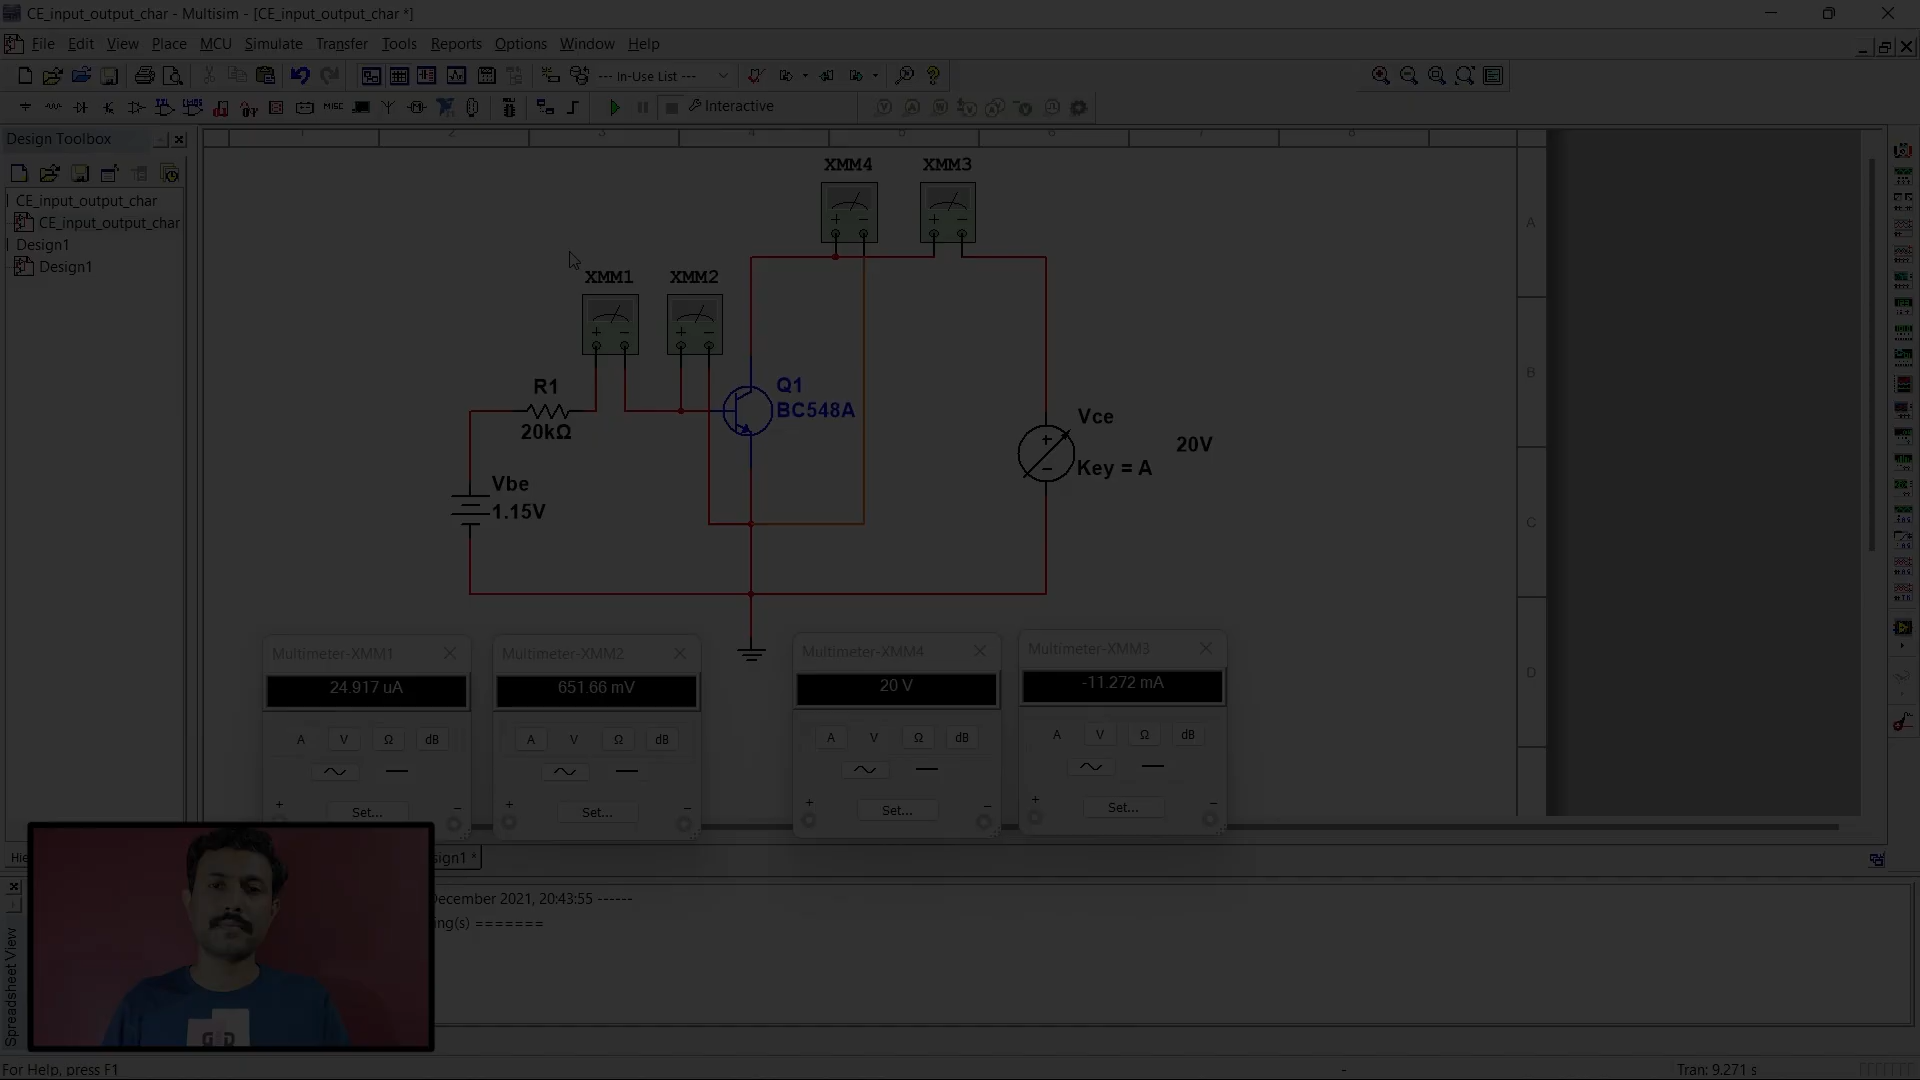 CE_input_output_char - Multisim - [CE_input_output_char *]
File Edit View Place MCU Simulate Transfer Tools Reports Options Window Help
--- In-Use List ---
Interactive
Design Toolbox
CE_input_output_char
CE_input_output_char
Design1
Design1
XMM4 XMM3
XMM1 XMM2
R1
20kΩ
Q1
BC548A
Vbe
1.15V
Vce
20V
Key = A
A
B
C
D
Multimeter-XMM1
24.917 uA
A V Ω dB
+ Set... -
Multimeter-XMM2
651.66 mV
A V Ω dB
+ Set... -
Multimeter-XMM4
20 V
A V Ω dB
+ Set... -
Multimeter-XMM3
-11.272 mA
A V Ω dB
+ Set... -
Hie
sign1 *
December 2021, 20:43:55 ------
ing(s) =======
Spreadsheet View
For Help, press F1
- Tran: 9.271 s